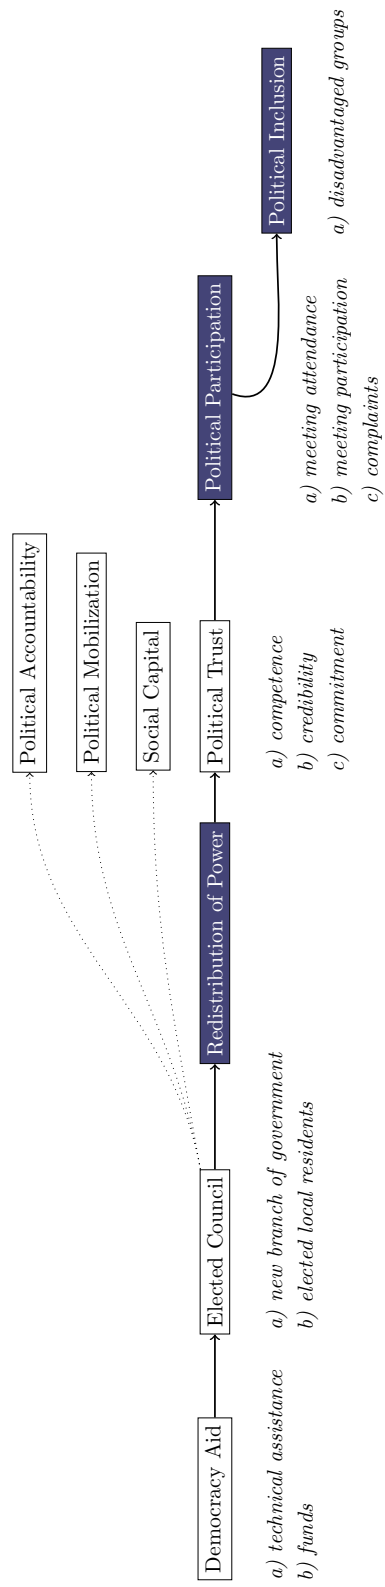 Political Accountability
Political Mobilization
Social Capital
Democracy Aid
Elected Council
Redistribution of Power
Political Trust
Political Participation
Political Inclusion
a) technical assistance
b) funds
a) new branch of government
b) elected local residents
a) competence
b) credibility
c) commitment
a) meeting attendance
b) meeting participation
c) complaints
a) disadvantaged groups